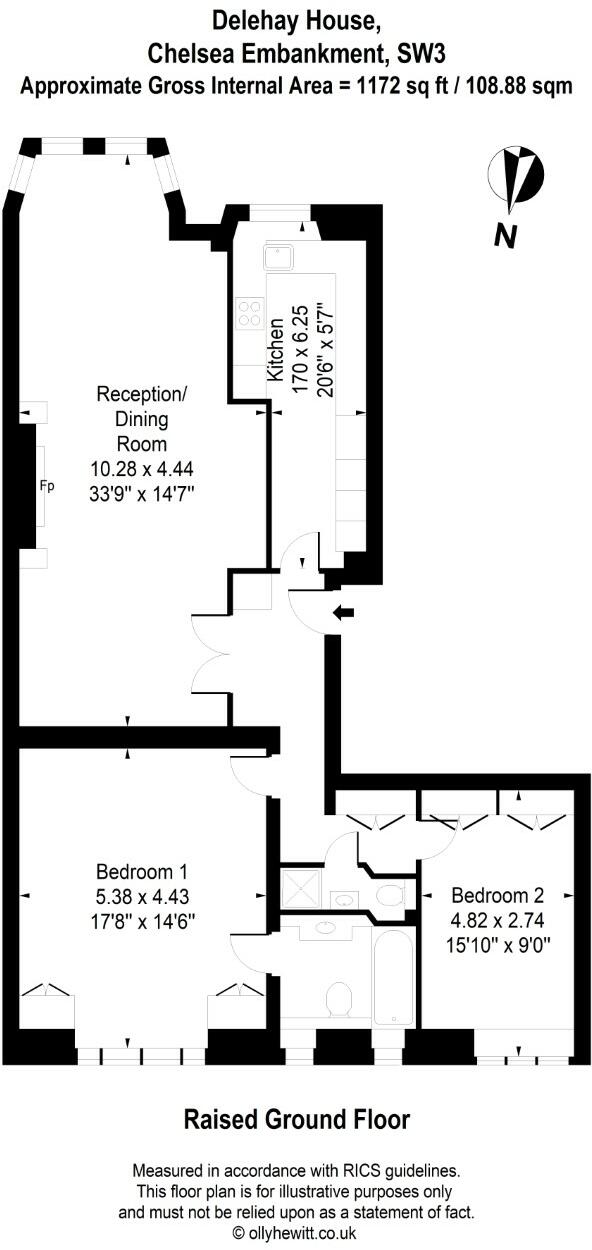 Delehay House,
Chelsea Embankment, SW3
Approximate Gross Internal Area = 1172 sq ft / 108.88 sqm
N
Kitchen
170 x 6.25
20'6" x 5'7"
Reception/
Dining
Room
10.28 x 4.44
33'9" x 14'7"
Fp
Bedroom 1
5.38 x 4.43
17'8" x 14'6"
Bedroom 2
4.82 x 2.74
15'10" x 9'0"
Raised Ground Floor
Measured in accordance with RICS guidelines.
This floor plan is for illustrative purposes only
and must not be relied upon as a statement of fact.
© ollyhewitt.co.uk